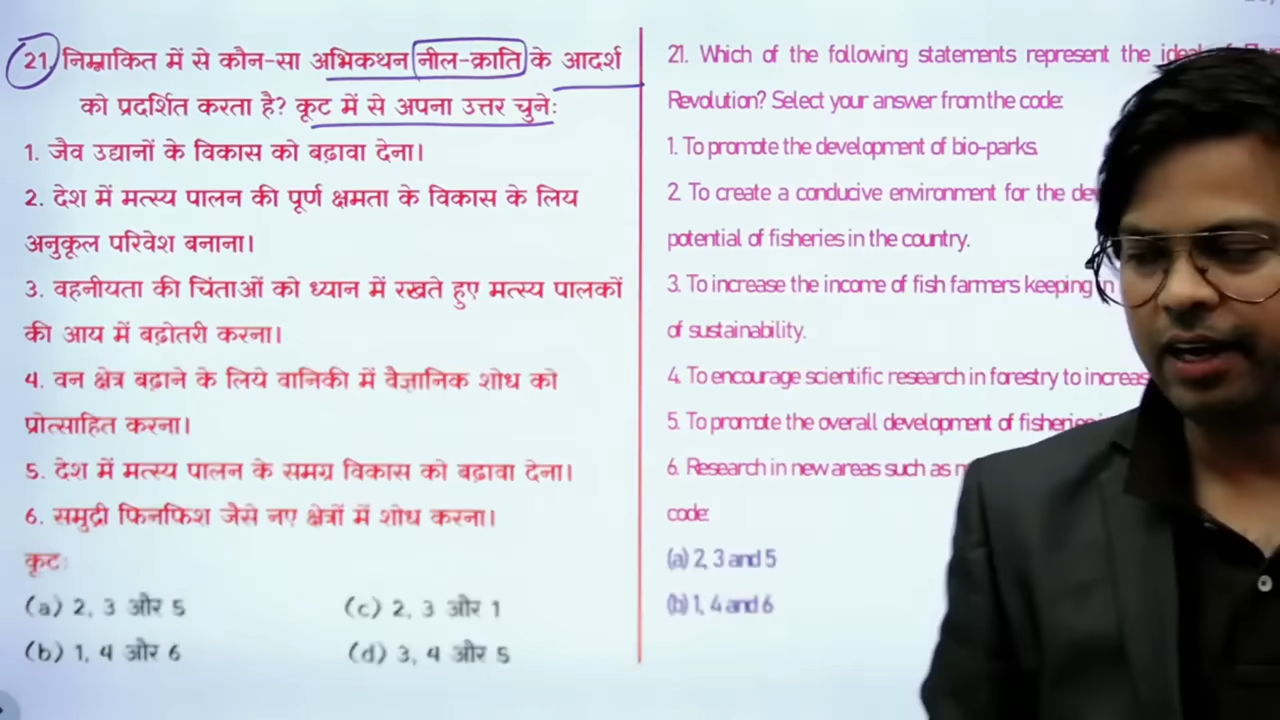 21. निम्नाकित में से कौन-सा अभिकथन नील-क्राति के आदर्श
को प्रदर्शित करता है? कूट में से अपना उत्तर चुनेः
1. जैव उद्यानों के विकास को बढ़ावा देना।
2. देश में मत्स्य पालन की पूर्ण क्षमता के विकास के लिय
अनुकूल परिवेश बनाना।
3. वहनीयता की चिंताओं को ध्यान में रखते हुए मत्स्य पालकों
की आय में बढ़ोतरी करना।
4. वन क्षेत्र बढ़ाने के लिये वानिकी में वैज्ञानिक शोध को
प्रोत्साहित करना।
5. देश में मत्स्य पालन के समग्र विकास को बढ़ावा देना।
6. समुद्री फिनफिश जैसे नए क्षेत्रों में शोध करना।
कूटः
(a) 2, 3 और 5 (c) 2, 3 और 1
(b) 1, 4 और 6 (d) 3, 4 और 5
21. Which of the following statements represent the
Revolution? Select your answer from the code:
1. To promote the development of bio-parks.
2. To create a conducive environment for the
potential of fisheries in the country.
3. To increase the income of fish farmers keeping in
of sustainability.
4. To encourage scientific research in forestry to
5. To promote the overall development of
6. Research in new areas such as
code:
(a) 2, 3 and 5
(b) 1, 4 and 6